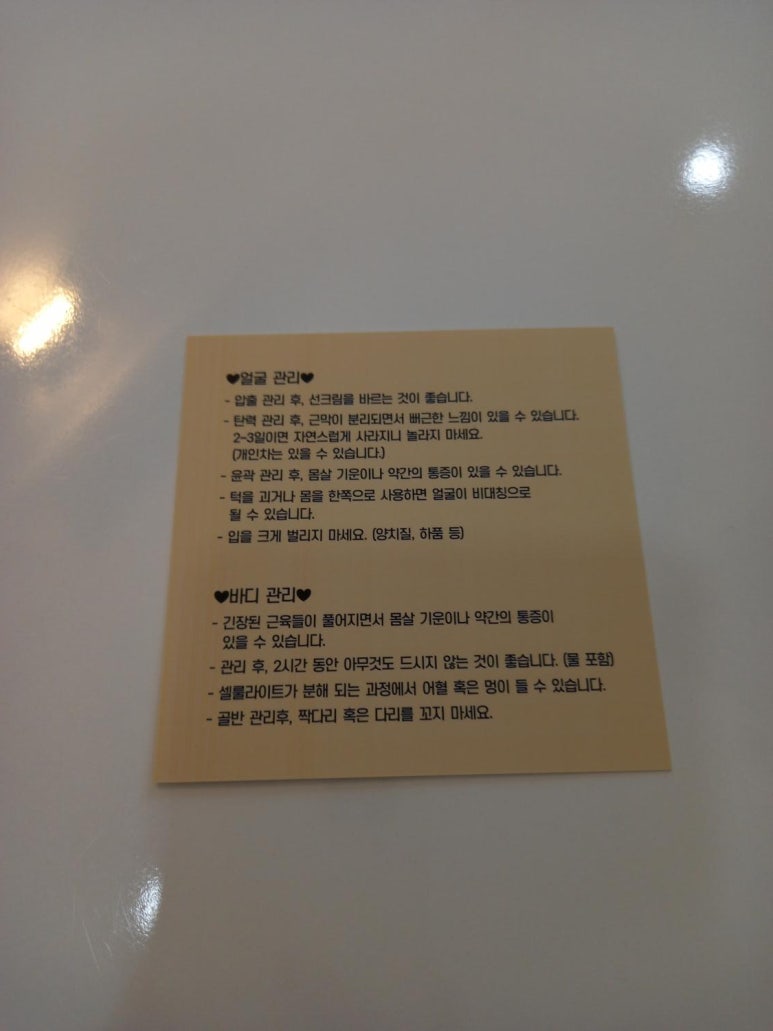 ♥얼굴 관리♥
- 압출 관리 후, 선크림을 바르는 것이 좋습니다.
- 탄력 관리 후, 근막이 분리되면서 뻐근한 느낌이 있을 수 있습니다.
2~3일이면 자연스럽게 사라지니 놀라지 마세요.
(개인차는 있을 수 있습니다.)
- 윤곽 관리 후, 몸살 기운이나 약간의 통증이 있을 수 있습니다.
- 턱을 괴거나 몸을 한쪽으로 사용하면 얼굴이 비대칭으로
될 수 있습니다.
- 입을 크게 벌리지 마세요. (양치질, 하품 등)
♥바디 관리♥
- 긴장된 근육들이 풀어지면서 몸살 기운이나 약간의 통증이
있을 수 있습니다.
- 관리 후, 2시간 동안 아무것도 드시지 않는 것이 좋습니다. (물 포함)
- 셀룰라이트가 분해 되는 과정에서 어혈 혹은 멍이 들 수 있습니다.
- 골반 관리후, 짝다리 혹은 다리를 꼬지 마세요.